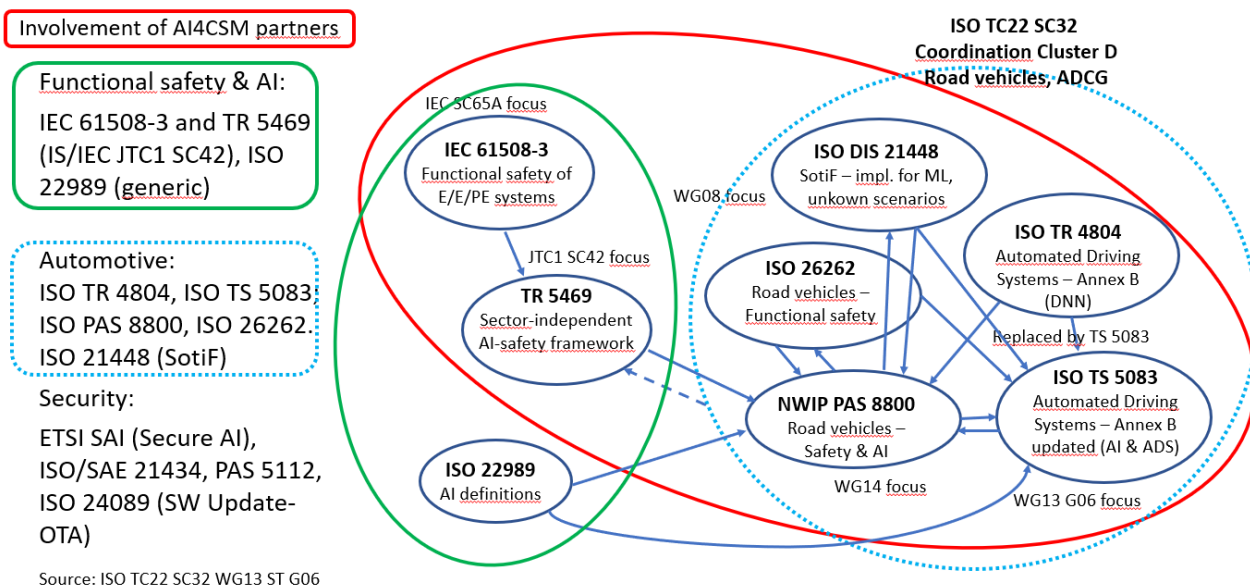 Involvement of AI4CSM partners
Functional safety & AI:
IEC 61508-3 and TR 5469
(IS/IEC JTC1 SC42), ISO
22989 (generic)
Automotive:
ISO TR 4804, ISO TS 5083,
ISO PAS 8800, ISO 26262.
ISO 21448 (SotiF)
Security:
ETSI SAI (Secure AI),
ISO/SAE 21434, PAS 5112,
ISO 24089 (SW Update-
OTA)
Source: ISO TC22 SC32 WG13 ST G06
ISO TC22 SC32
Coordination Cluster D
Road vehicles, ADCG
IEC SC65A focus
IEC 61508-3
Functional safety of
E/E/PE systems
JTC1 SC42 focus
TR 5469
Sector-independent
AI-safety framework
ISO 22989
AI definitions
WG08 focus
ISO DIS 21448
SotiF – impl. for ML,
unkown scenarios
ISO 26262
Road vehicles –
Functional safety
ISO TR 4804
Automated Driving
Systems – Annex B
(DNN)
Replaced by TS 5083
NWIP PAS 8800
Road vehicles –
Safety & AI
WG14 focus
ISO TS 5083
Automated Driving
Systems – Annex B
updated (AI & ADS)
WG13 G06 focus